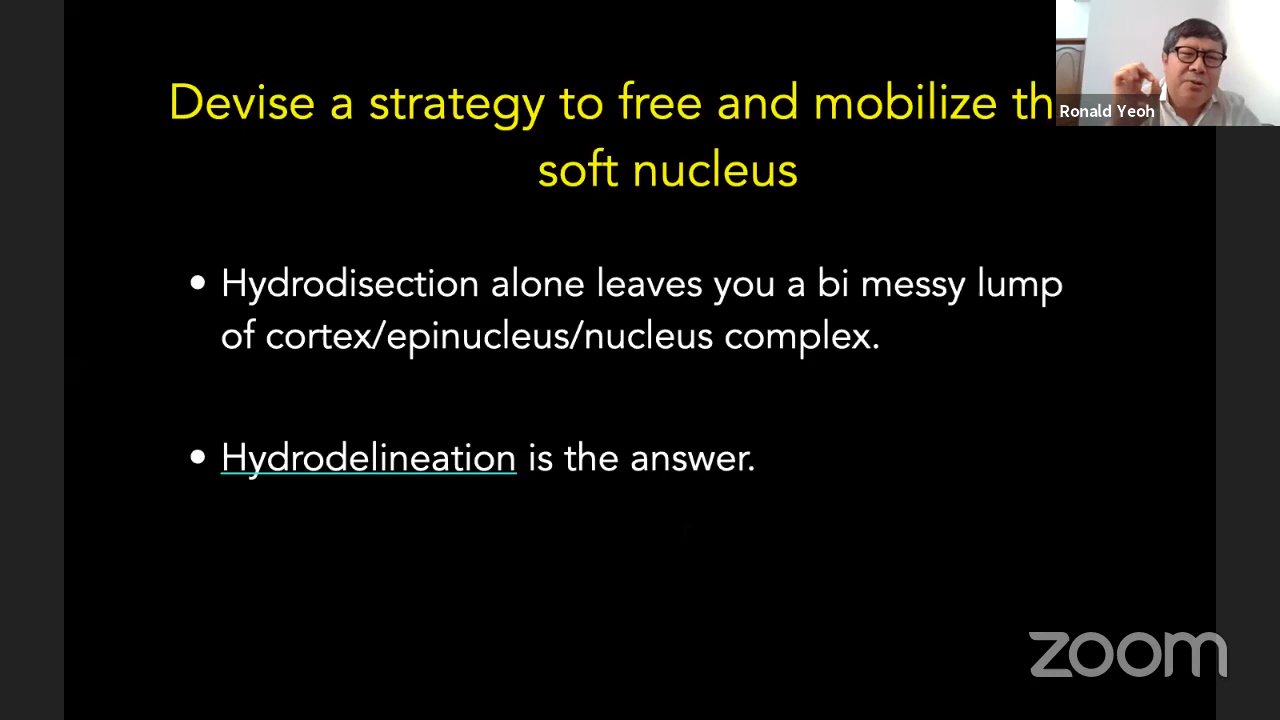 Devise a strategy to free and mobilize th
soft nucleus
Ronald Yeoh
• Hydrodisection alone leaves you a bi messy lump
of cortex/epinucleus/nucleus complex.
• Hydrodelineation is the answer.
zoom